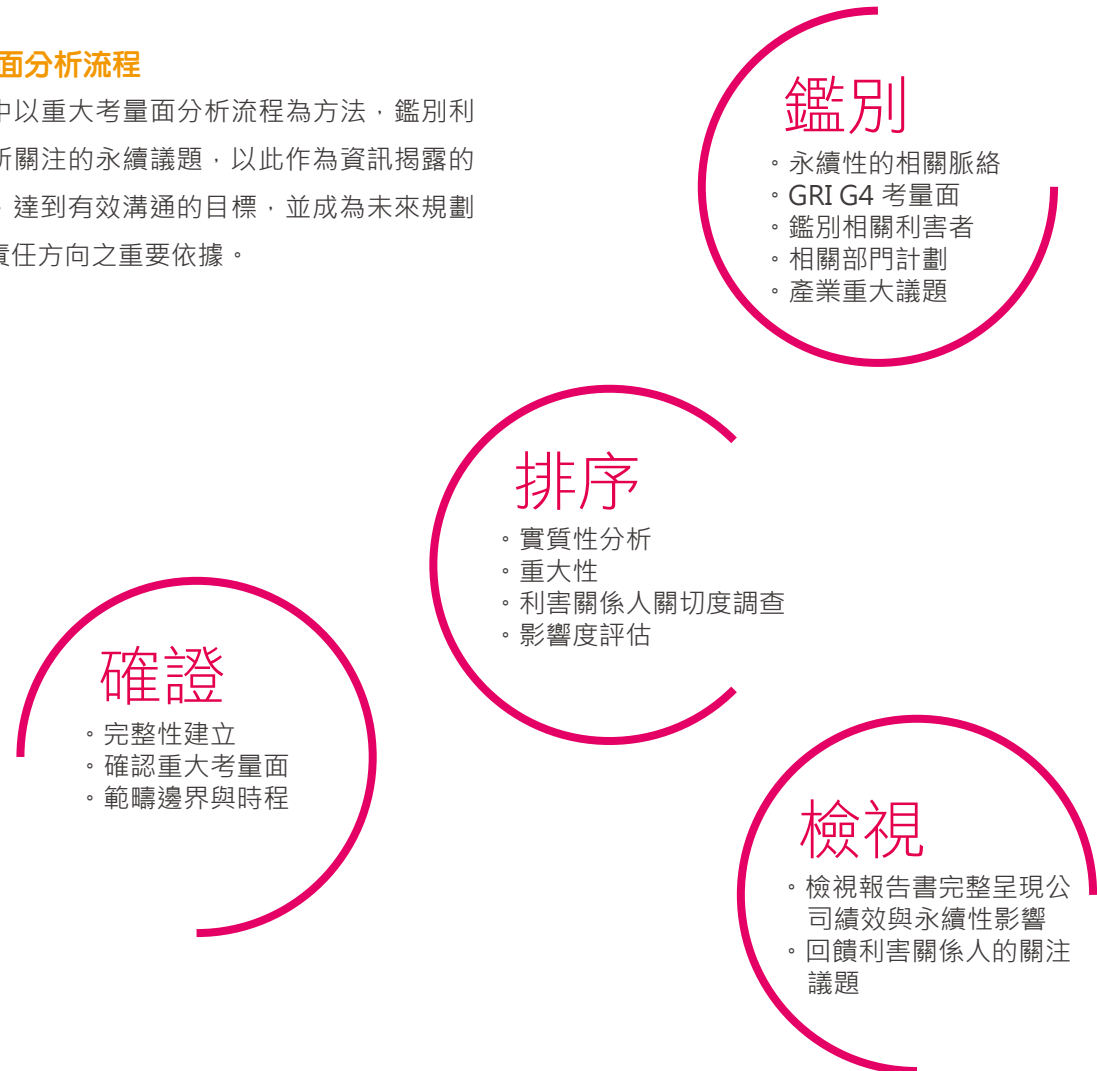 面分析流程
中以重大考量面分析流程為方法，鑑別利
所關注的永續議題，以此作為資訊揭露的
，達到有效溝通的目標，並成為未來規劃
責任方向之重要依據。
鑑別
。永續性的相關脈絡
。GRI G4 考量面
。鑑別相關利害者
。相關部門計劃
。產業重大議題
排序
。實質性分析
。重大性
。利害關係人關切度調查
。影響度評估
確證
。完整性建立
。確認重大考量面
。範疇邊界與時程
檢視
。檢視報告書完整呈現公
司績效與永續性影響
。回饋利害關係人的關注
議題